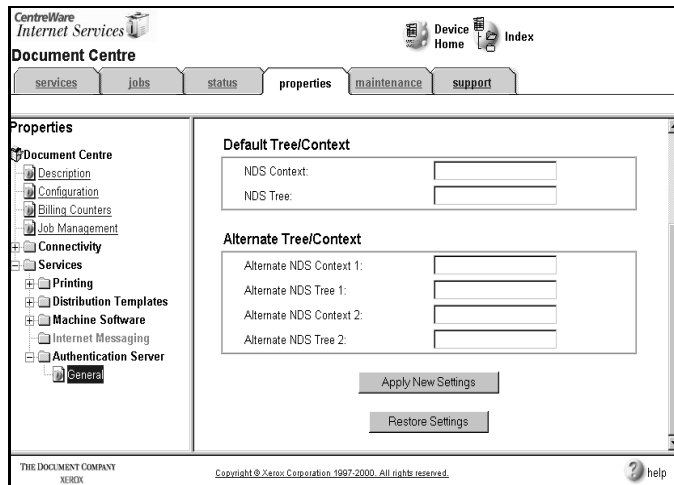 CentreWare
Internet Services
Device Home
Index
Document Centre
services
jobs
status
properties
maintenance
support
Properties
Document Centre
Description
Configuration
Billing Counters
Job Management
Connectivity
Services
Printing
Distribution Templates
Machine Software
Internet Messaging
Authentication Server
General
Default Tree/Context
NDS Context:
NDS Tree:
Alternate Tree/Context
Alternate NDS Context 1:
Alternate NDS Tree 1:
Alternate NDS Context 2:
Alternate NDS Tree 2:
Apply New Settings
Restore Settings
THE DOCUMENT COMPANY
XEROX
Copyright © Xerox Corporation 1997-2000. All rights reserved.
help